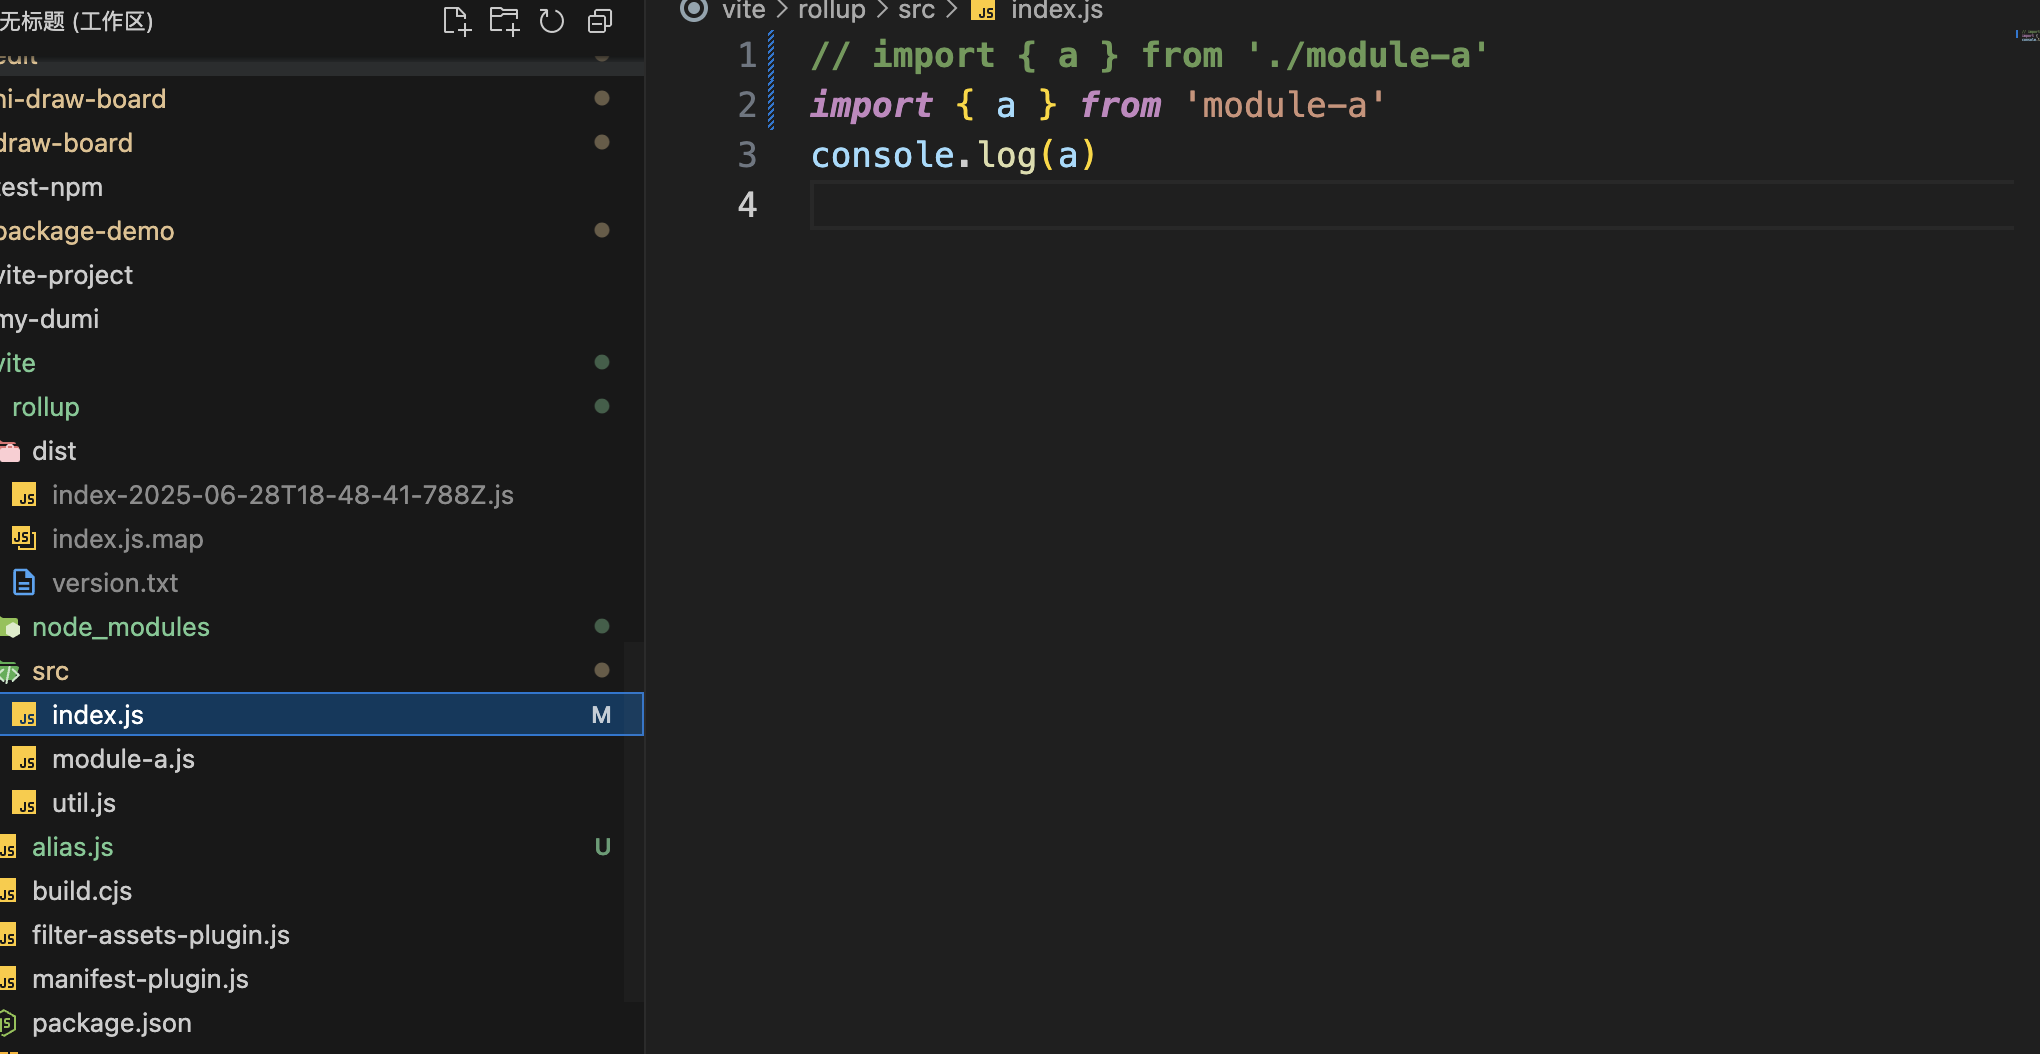 无标题 (工作区)
edit
ni-draw-board
draw-board
test-npm
package-demo
vite-project
my-dumi
vite
rollup
dist
index-2025-06-28T18-48-41-788Z.js
index.js.map
version.txt
node_modules
src
index.js M
module-a.js
util.js
alias.js U
build.cjs
filter-assets-plugin.js
manifest-plugin.js
package.json
vite > rollup > src > JS index.js
1 // import { a } from './module-a'
2 import { a } from 'module-a'
3 console.log(a)
4